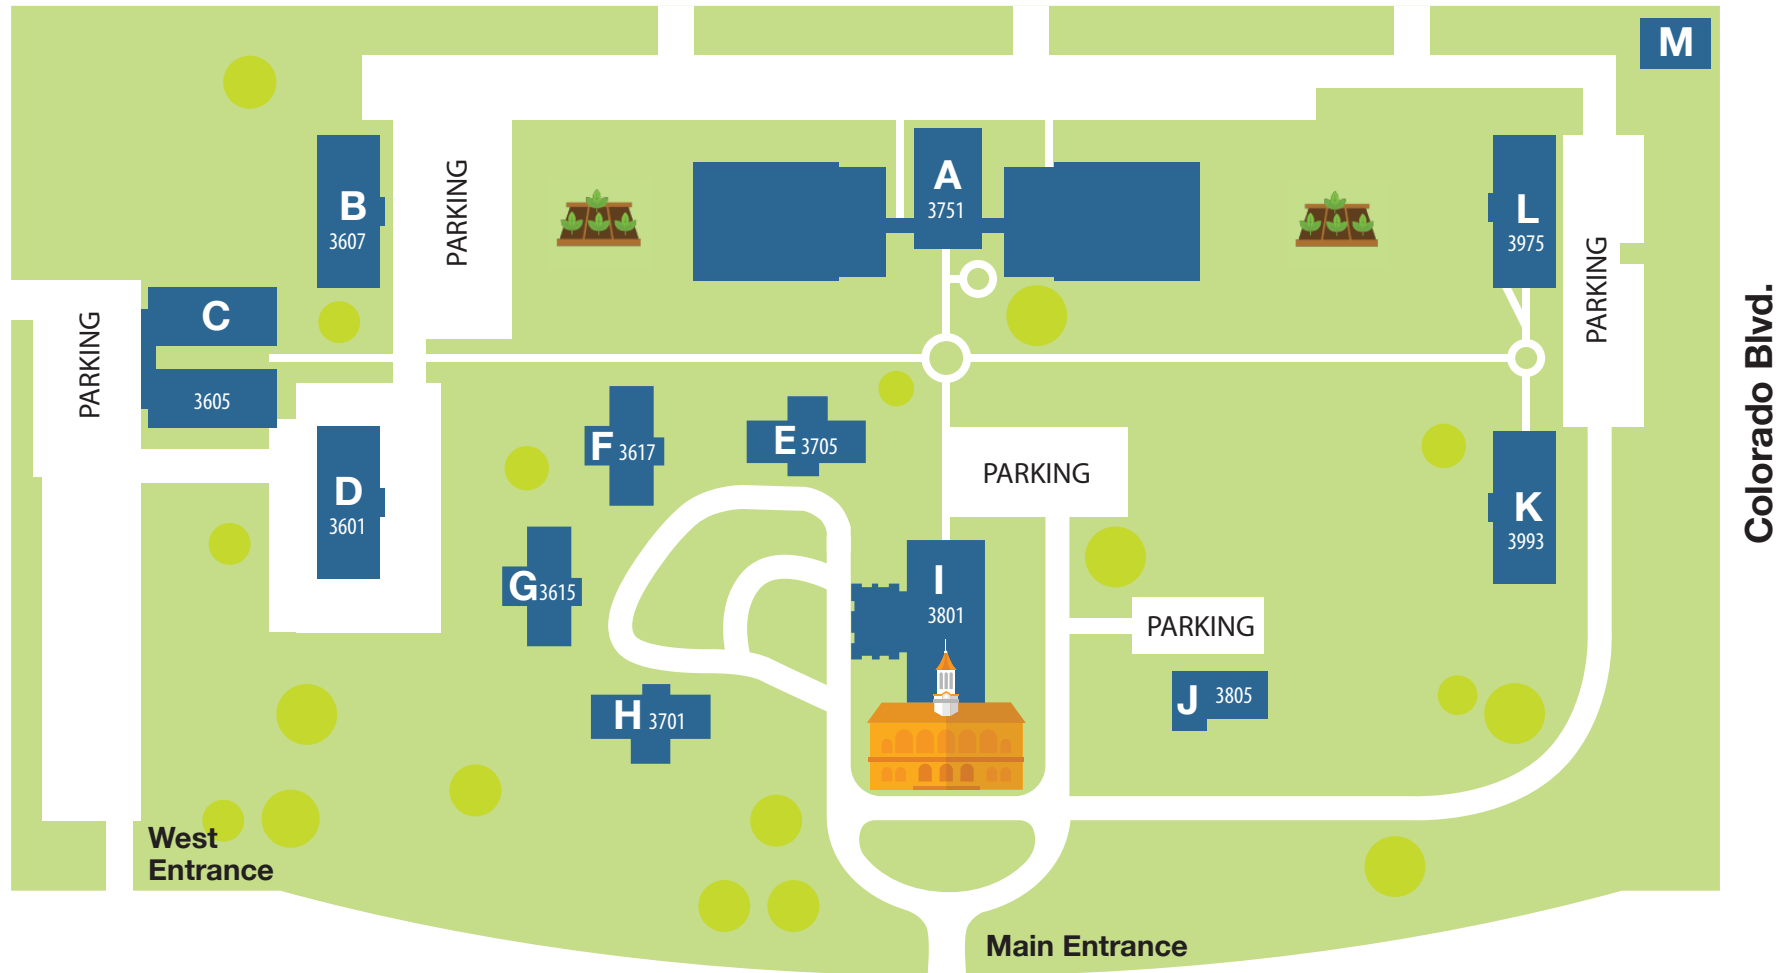 M
A
3751
B
3607
PARKING
L
3975
PARKING
C
3605
PARKING
Colorado Blvd.
F 3617
E 3705
PARKING
D
3601
K
3993
G 3615
I
3801
PARKING
H 3701
J 3805
West
Entrance
Main Entrance